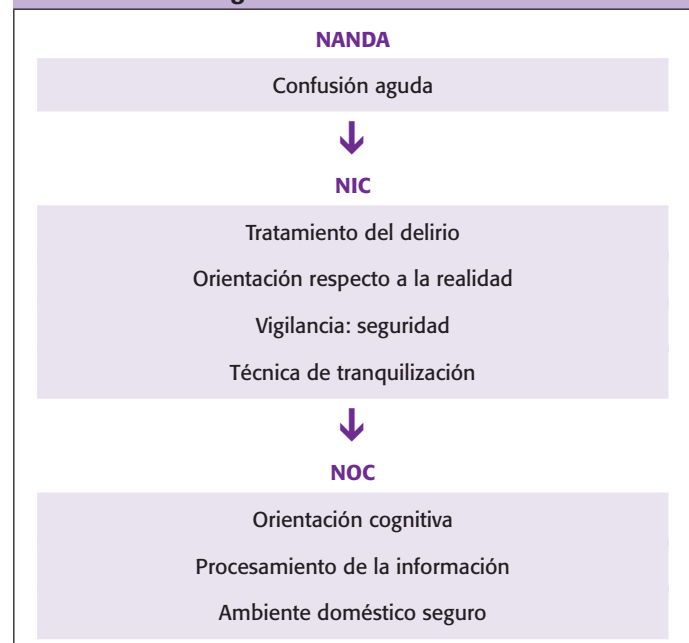 NANDA
Confusión aguda
NIC
Tratamiento del delirio
Orientación respecto a la realidad
Vigilancia: seguridad
Técnica de tranquilización
NOC
Orientación cognitiva
Procesamiento de la información
Ambiente doméstico seguro